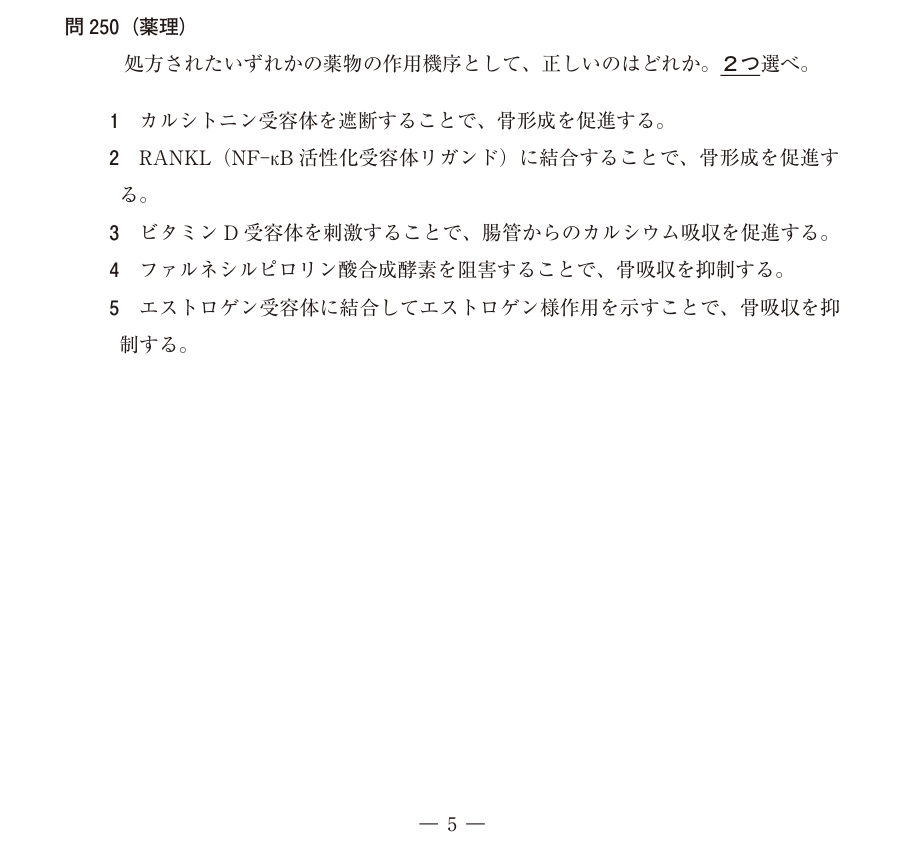 問 250（薬理）
処方されたいずれかの薬物の作用機序として、正しいのはどれか。２つ選べ。
1 カルシトニン受容体を遮断することで、骨形成を促進する。
2 RANKL（NF-κB 活性化受容体リガンド）に結合することで、骨形成を促進す
る。
3 ビタミン D 受容体を刺激することで、腸管からのカルシウム吸収を促進する。
4 ファルネシルピロリン酸合成酵素を阻害することで、骨吸収を抑制する。
5 エストロゲン受容体に結合してエストロゲン様作用を示すことで、骨吸収を抑
制する。
― 5 ―